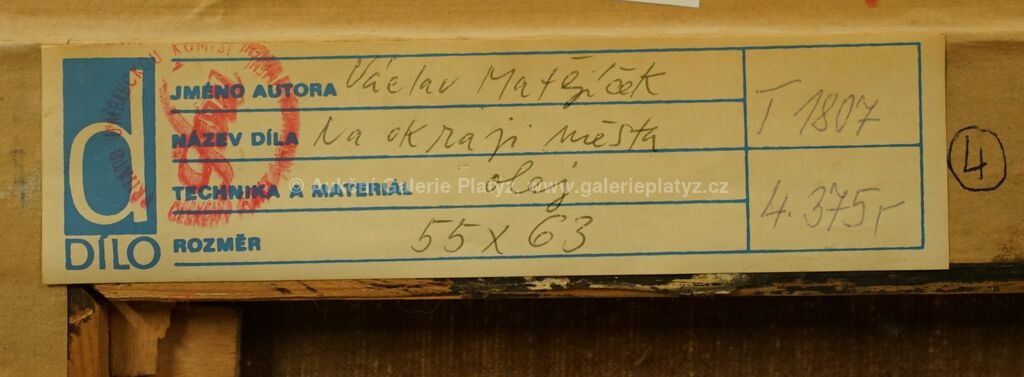 JMÉNO AUTORA Václav Matějíček
NÁZEV DÍLA Na okraji města
TECHNIKA A MATERIÁL olej
ROZMĚR 55 x 63
d
DÍLO
T 1807
4.375,-
4
© Aukční Galerie Platyz, www.galerieplatyz.cz